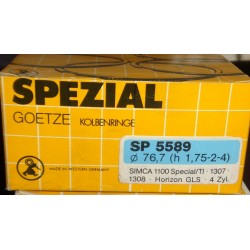 SPEZIAL
GOETZE KOLBENRINGE
SP 5589
Ø 76,7 (h 1,75-2-4)
SIMCA 1100 Special/TI · 1307 ·
1308 · Horizon GLS · 4 Zyl.
MADE IN WESTERN GERMANY